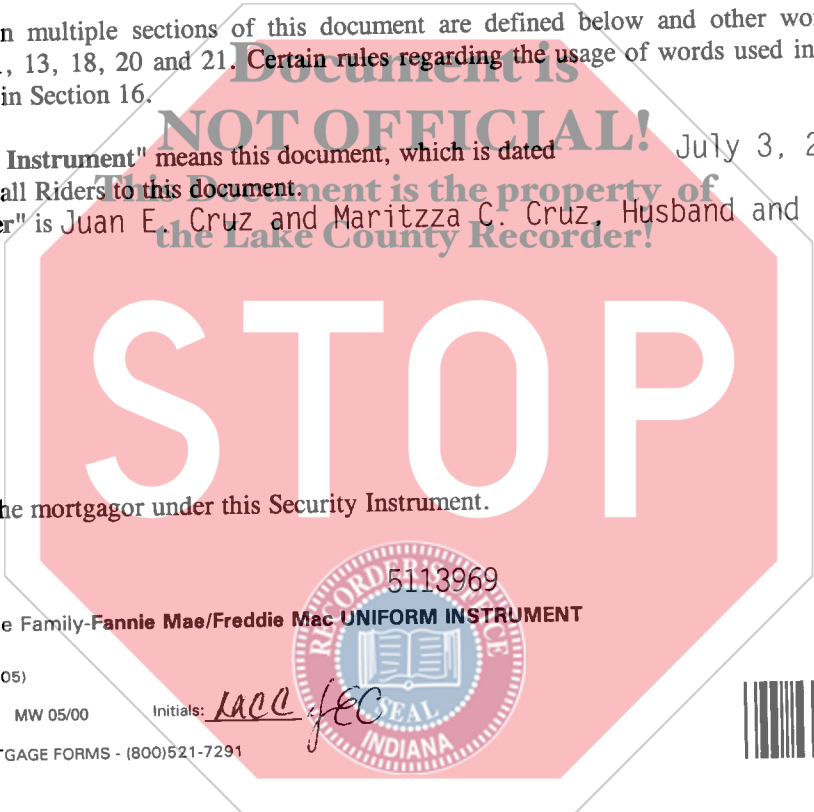 n multiple sections of this document are defined below and other wo
., 13, 18, 20 and 21. Certain rules regarding the usage of words used in
in Section 16.
Document is
NOT OFFICIAL!
This Document is the property of
the Lake County Recorder!
Instrument" means this document, which is dated July 3, 2
all Riders to this document.
er" is Juan E. Cruz and Maritzza C. Cruz, Husband and
STOP
he mortgagor under this Security Instrument.
5113969
e Family-Fannie Mae/Freddie Mac UNIFORM INSTRUMENT
05)
MW 05/00 Initials: MCC JEC
TGAGE FORMS - (800)521-7291
RECORDER'S OFFICE
SEAL
INDIANA